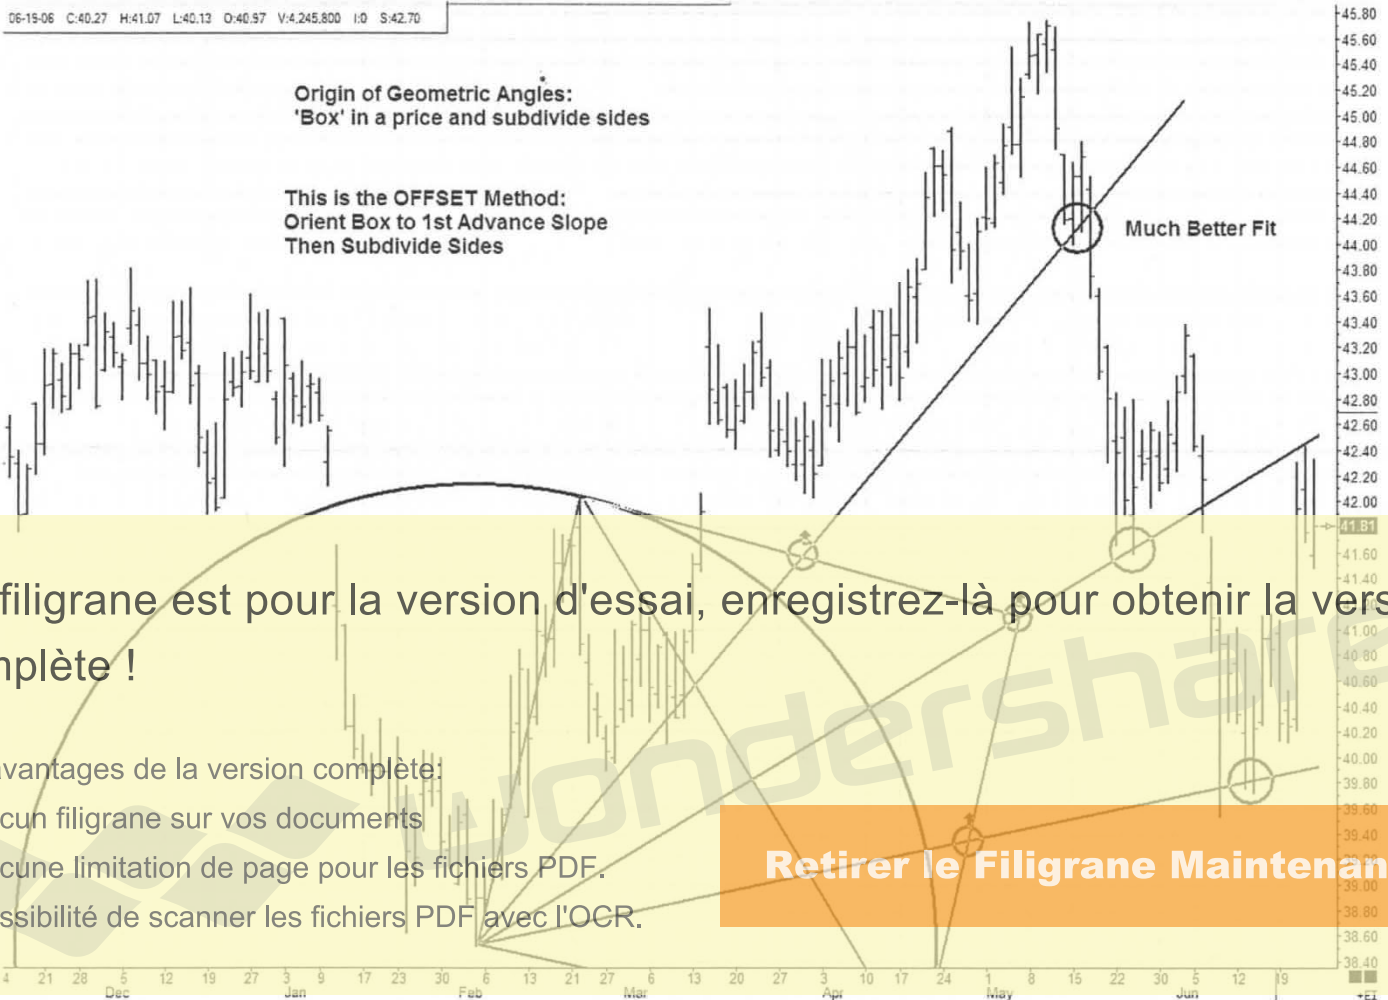 06-19-06 C:40.27 H:41.07 L:40.13 O:40.97 V:4,245.800 I:0 S:42.70
Origin of Geometric Angles:
'Box' in a price and subdivide sides
This is the OFFSET Method:
Orient Box to 1st Advance Slope
Then Subdivide Sides
Much Better Fit
45.80
45.60
45.40
45.20
45.00
44.80
44.60
44.40
44.20
44.00
43.80
43.60
43.40
43.20
43.00
42.80
42.60
42.40
42.20
42.00
41.81
41.60
41.40
41.00
40.80
40.60
40.40
40.20
40.00
39.80
39.60
39.40
39.20
39.00
38.80
38.60
38.40
filigrane est pour la version d'essai, enregistrez-là pour obtenir la vers
mplète !
wondershare
avantages de la version complète:
cun filigrane sur vos documents
cune limitation de page pour les fichiers PDF.
ssibilité de scanner les fichiers PDF avec l'OCR.
Retirer le Filigrane Maintenan
4 21 28 5 12 19 27 3 9 17 23 30 6 13 21 27 6 13 20 27 3 10 17 24 1 8 15 22 30 5 12 19
Dec Jan Feb Mar Apr May Jun